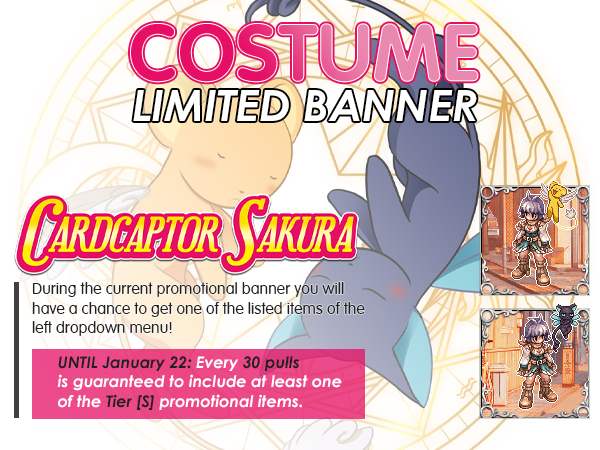 COSTUME
LIMITED BANNER
CARDCAPTOR SAKURA
During the current promotional banner you will
have a chance to get one of the listed items of the
left dropdown menu!
UNTIL January 22: Every 30 pulls
is guaranteed to include at least one
of the Tier [S] promotional items.